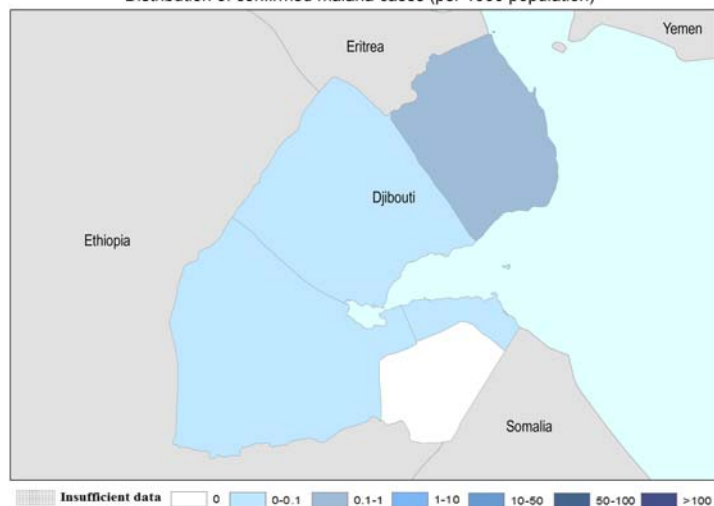 Distribution of confirmed malaria cases (per 1000 population)
Yemen
Eritrea
Djibouti
Ethiopia
Somalia
Insufficient data 0 0-0.1 0.1-1 1-10 10-50 50-100 >100